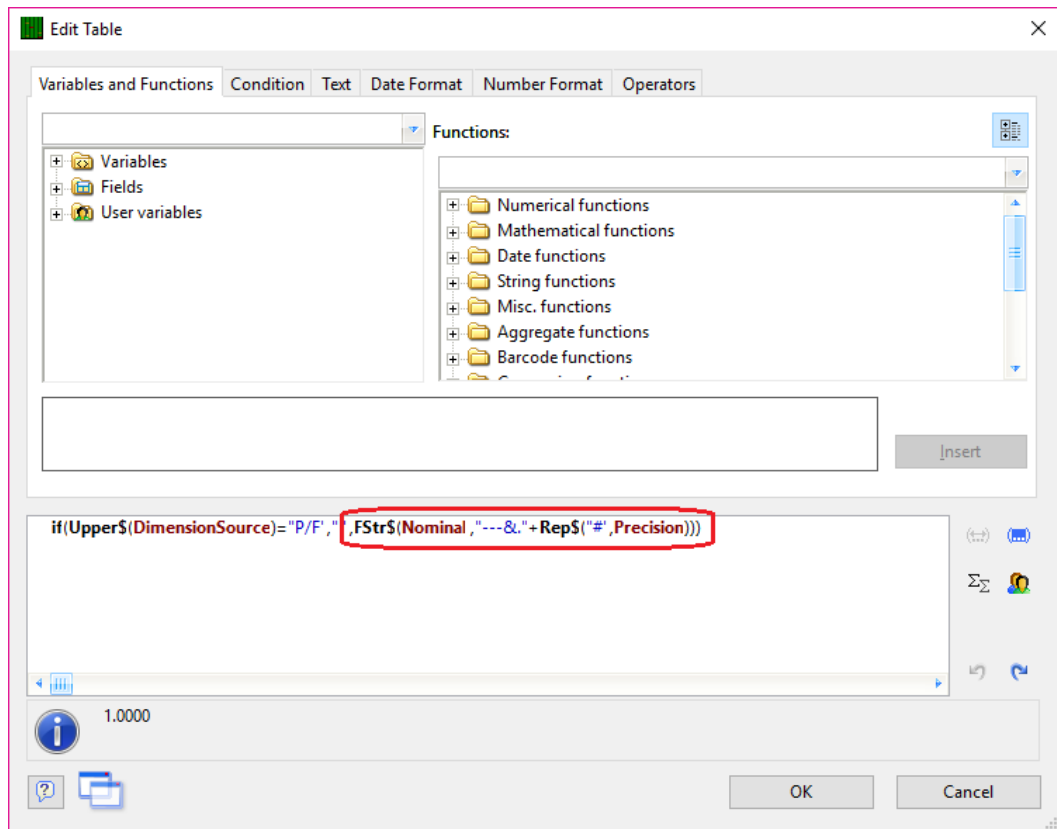 Edit Table
Variables and Functions Condition Text Date Format Number Format Operators
Functions:
Variables
Fields
User variables
Numerical functions
Mathematical functions
Date functions
String functions
Misc. functions
Aggregate functions
Barcode functions
Insert
if(Upper$(DimensionSource)="P/F","",FStr$(Nominal ,"---&."+Rep$("#",Precision)))
1.0000
OK Cancel